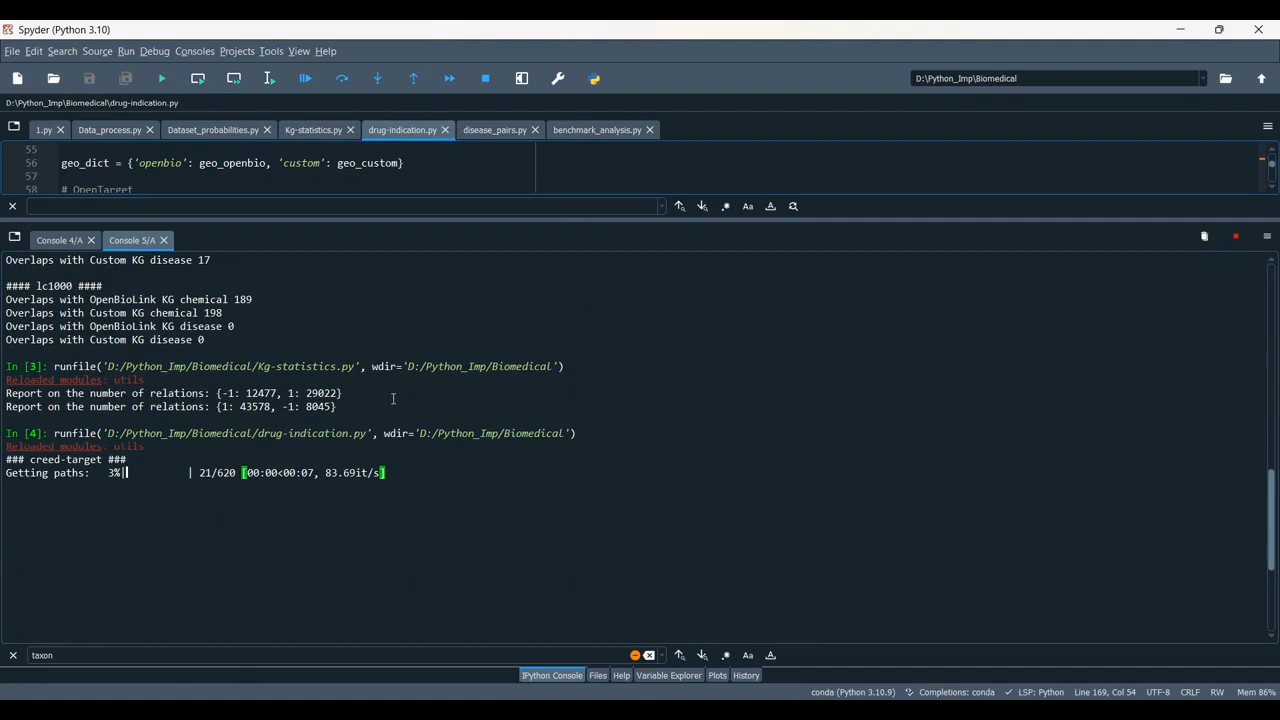 Spyder (Python 3.10)
File Edit Search Source Run Debug Consoles Projects Tools View Help
D:\Python_Imp\Biomedical
D:\Python_Imp\Biomedical\drug-indication.py
1.py Data_process.py Dataset_probabilities.py Kg-statistics.py drug-indication.py disease_pairs.py benchmark_analysis.py
55
56 geo_dict = {'openbio': geo_openbio, 'custom': geo_custom}
57
58 # OpenTarget
Aa
Console 4/A Console 5/A
Overlaps with Custom KG disease 17
#### lc1000 ####
Overlaps with OpenBioLink KG chemical 189
Overlaps with Custom KG chemical 198
Overlaps with OpenBioLink KG disease 0
Overlaps with Custom KG disease 0
In [3]: runfile('D:/Python_Imp/Biomedical/Kg-statistics.py', wdir='D:/Python_Imp/Biomedical')
Reloaded modules: utils
Report on the number of relations: {-1: 12477, 1: 29022}
Report on the number of relations: {1: 43578, -1: 8045}
In [4]: runfile('D:/Python_Imp/Biomedical/drug-indication.py', wdir='D:/Python_Imp/Biomedical')
Reloaded modules: utils
### creed-target ###
Getting paths: 3%| | 21/620 [00:00<00:07, 83.69it/s]
taxon Aa
IPython Console Files Help Variable Explorer Plots History
conda (Python 3.10.9) Completions: conda LSP: Python Line 169, Col 54 UTF-8 CRLF RW Mem 86%